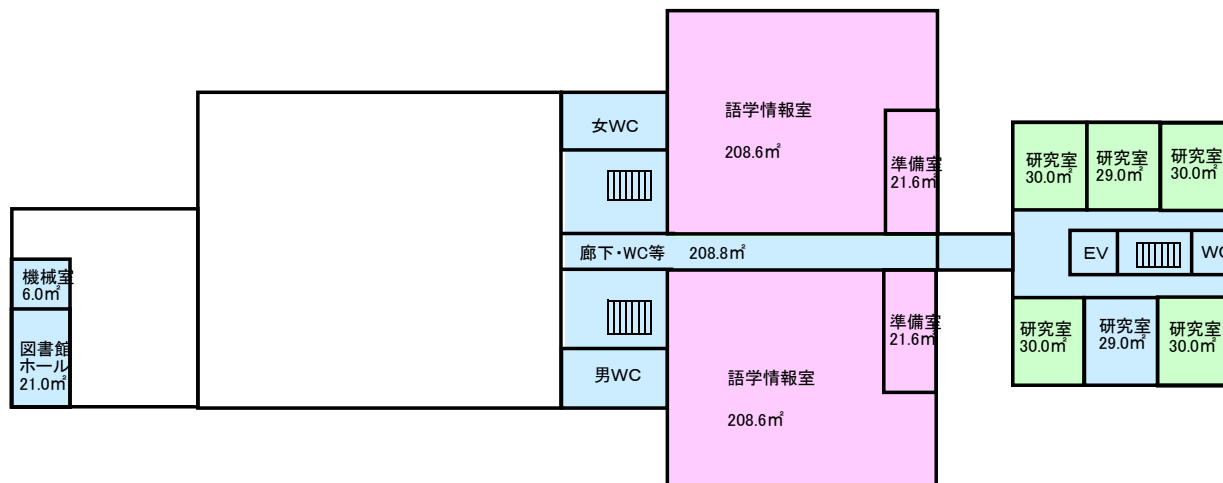 女WC
語学情報室
208.6㎡
準備室
21.6㎡
研究室
30.0㎡
研究室
29.0㎡
研究室
30.0㎡
廊下・WC等 208.8㎡
EV
WC
機械室
6.0㎡
図書館
ホール
21.0㎡
男WC
語学情報室
208.6㎡
準備室
21.6㎡
研究室
30.0㎡
研究室
29.0㎡
研究室
30.0㎡